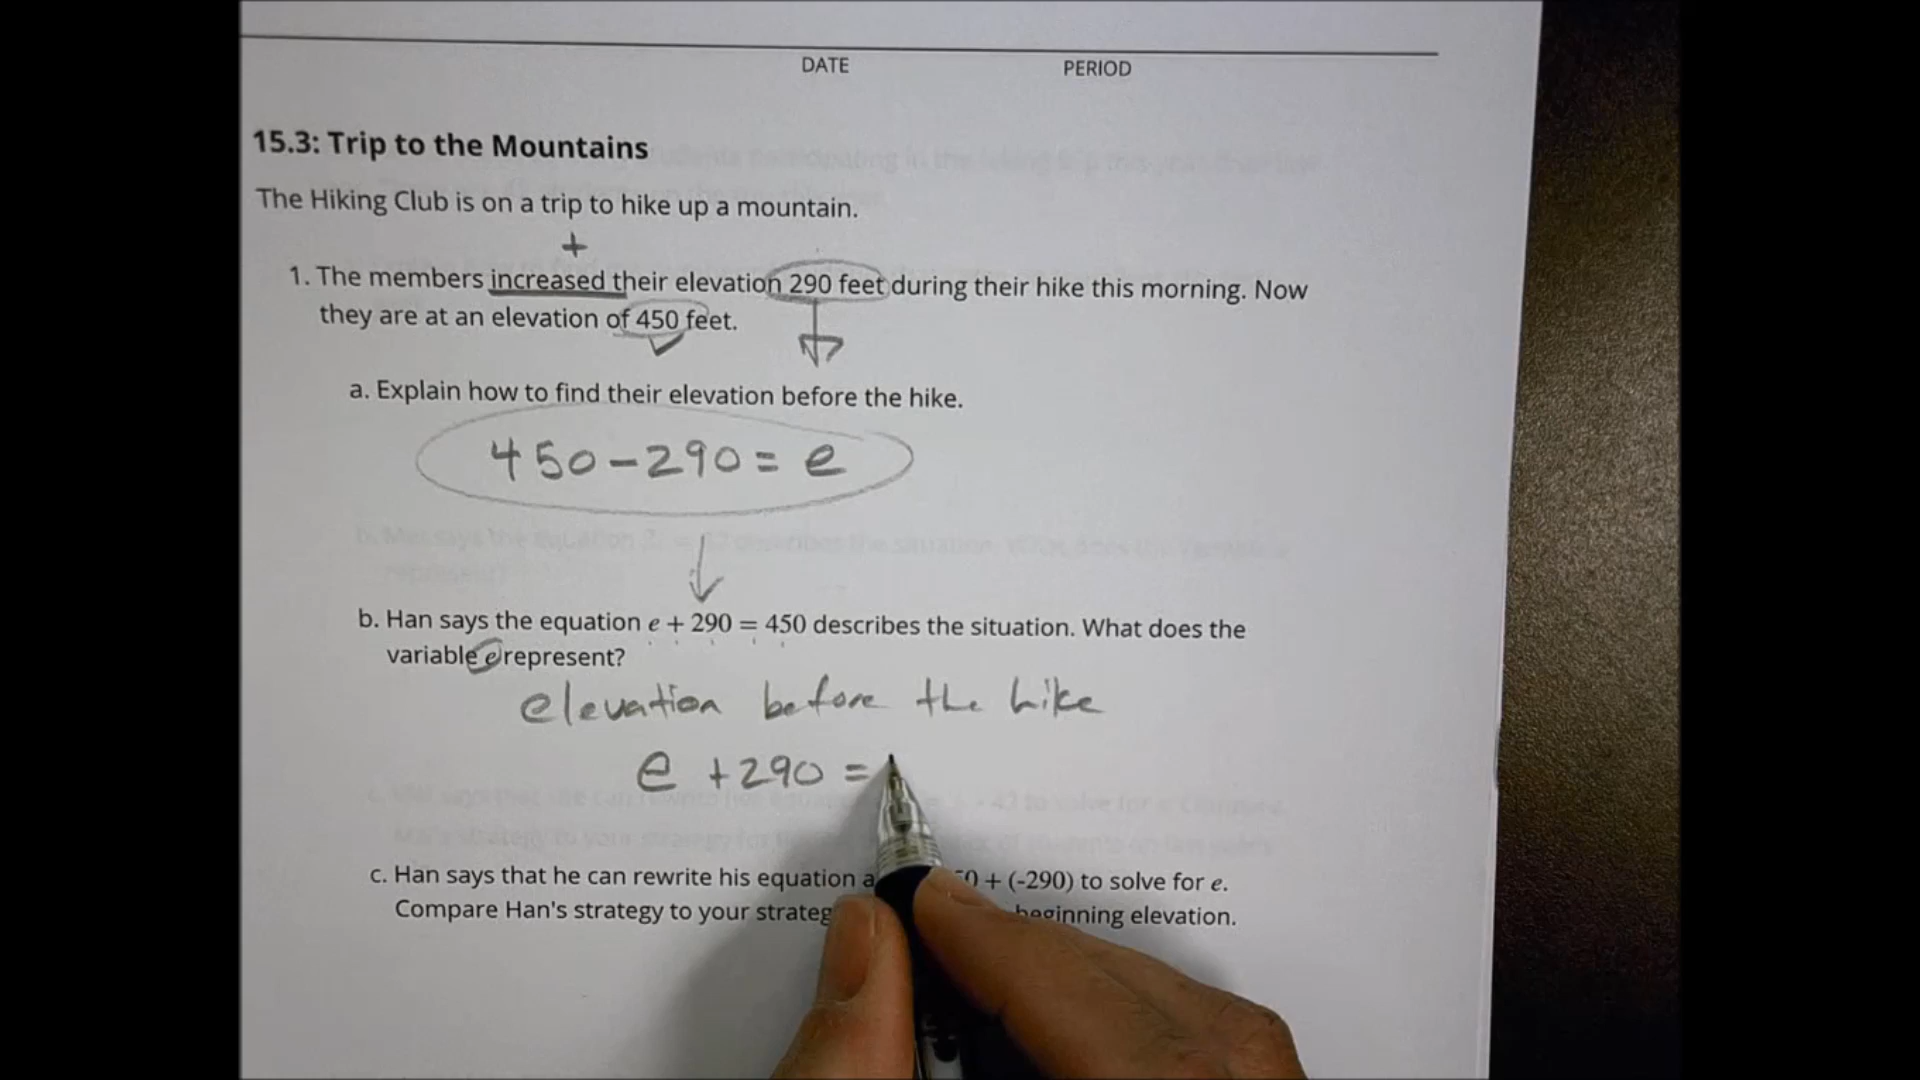 DATE PERIOD
15.3: Trip to the Mountains
The Hiking Club is on a trip to hike up a mountain.
+
1. The members increased their elevation 290 feet during their hike this morning. Now
they are at an elevation of 450 feet.
a. Explain how to find their elevation before the hike.
450-290= e
b. Han says the equation e + 290 = 450 describes the situation. What does the
variable e represent?
elevation before the hike
e +290 =
c. Han says that he can rewrite his equation + (-290) to solve for e.
Compare Han's strategy to your beginning elevation.